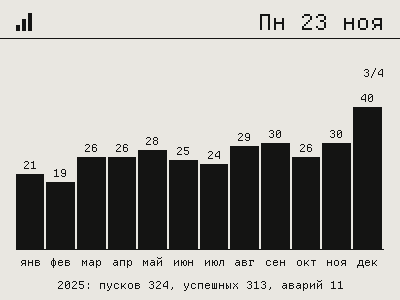 Пн 23 ноя
3/4
21 19 26 26 28 25 24 29 30 26 30 40
янв фев мар апр май июн июл авг сен окт ноя дек
2025: пусков 324, успешных 313, аварий 11